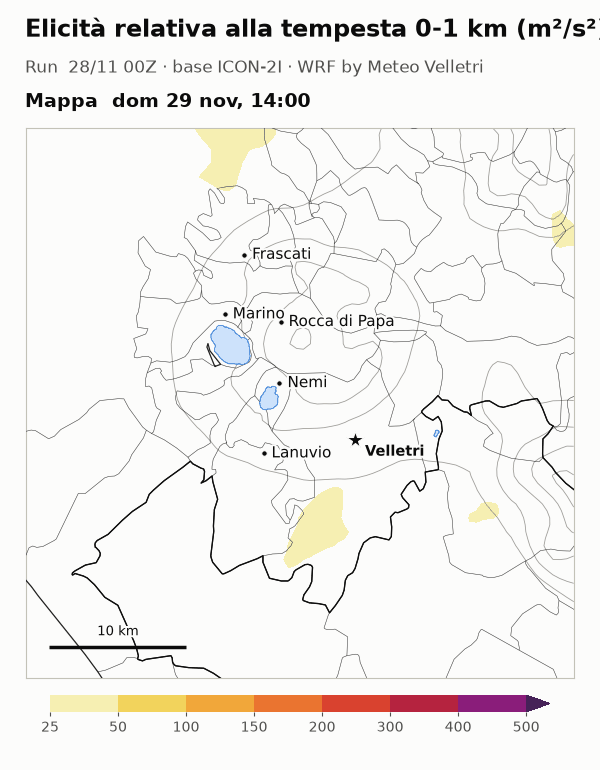 Elicità relativa alla tempesta 0-1 km (m²/s²)
Run 28/11 00Z · base ICON-2I · WRF by Meteo Velletri
Mappa dom 29 nov, 14:00
Frascati
Marino
Rocca di Papa
Nemi
Velletri
Lanuvio
10 km
25 50 100 150 200 300 400 500